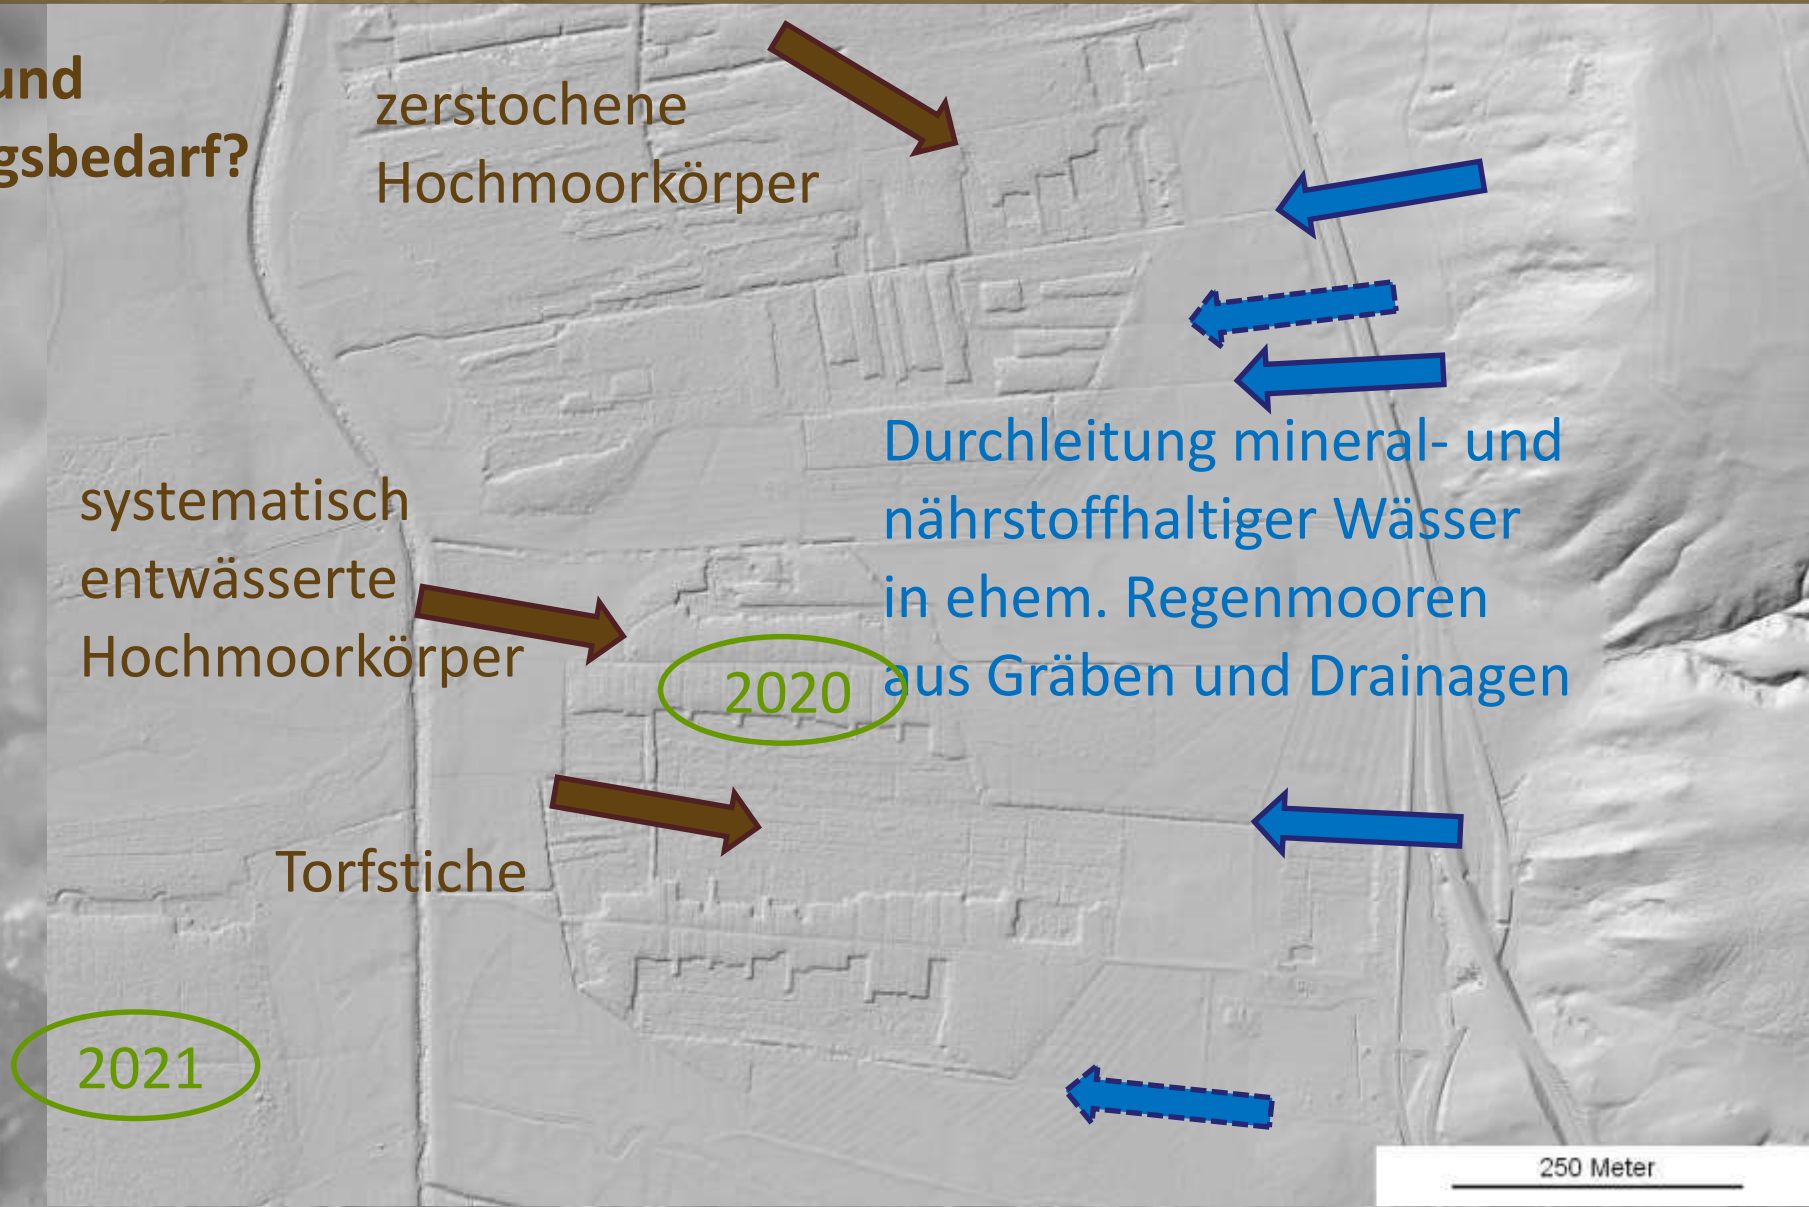 und
gsbedarf?
zerstochene
Hochmoorkörper
systematisch
entwässerte
Hochmoorkörper
Durchleitung mineral- und
nährstoffhaltiger Wässer
in ehem. Regenmooren
aus Gräben und Drainagen
2020
Torfstiche
2021
250 Meter